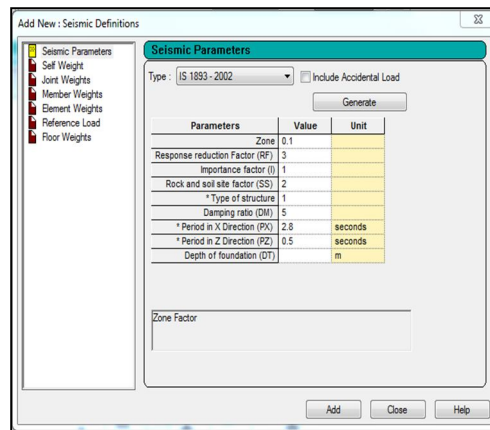 Add New : Seismic Definitions
Seismic Parameters
Self Weight
Joint Weights
Member Weights
Element Weights
Reference Load
Floor Weights
Seismic Parameters
Type : IS 1893 - 2002 Include Accidental Load
Generate
Parameters Value Unit
Zone 0.1
Response reduction Factor (RF) 3
Importance factor (I) 1
Rock and soil site factor (SS) 2
* Type of structure 1
Damping ratio (DM) 5
* Period in X Direction (PX) 2.8 seconds
* Period in Z Direction (PZ) 0.5 seconds
Depth of foundation (DT) m
Zone Factor
Add Close Help